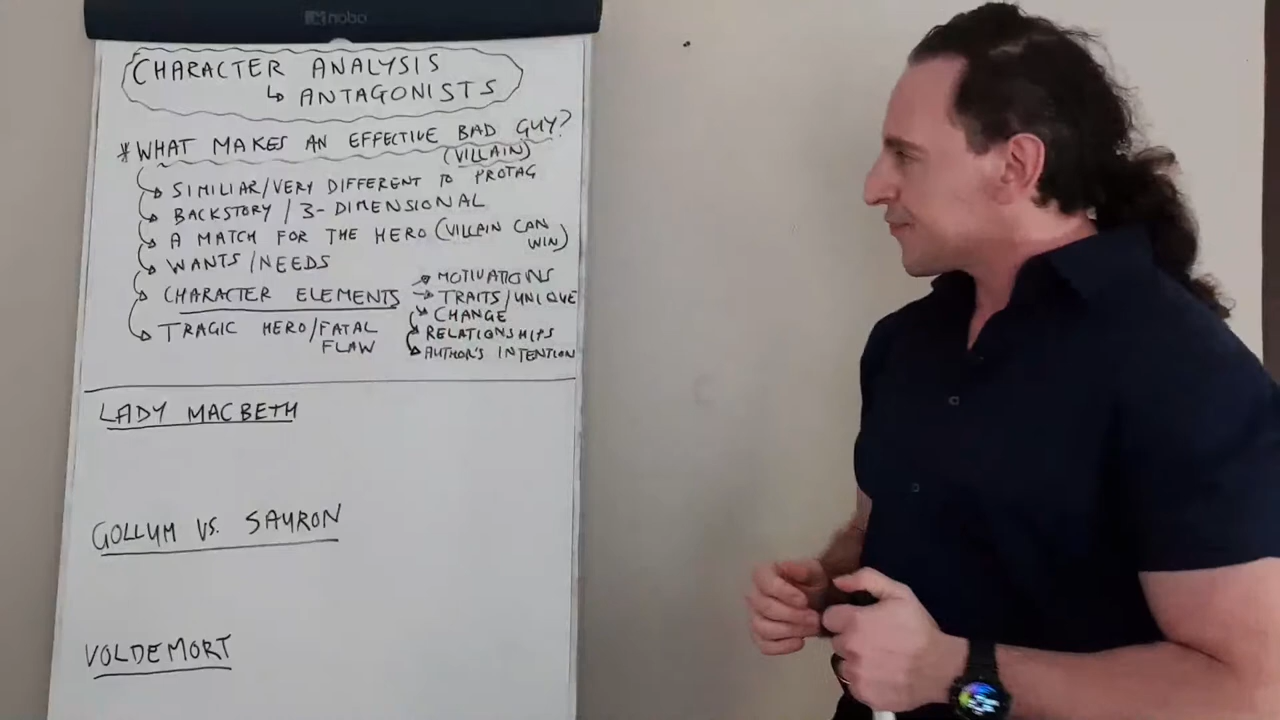 nobo
CHARACTER ANALYSIS
↳ ANTAGONISTS
* WHAT MAKES AN EFFECTIVE BAD GUY?
(VILLAIN)
SIMILIAR/VERY DIFFERENT TO PROTAG
BACKSTORY / 3-DIMENSIONAL
A MATCH FOR THE HERO (VILLAIN CAN
WIN)
WANTS/NEEDS
CHARACTER ELEMENTS → MOTIVATIONS
→ TRAITS/UNIQUE
CHANGE
RELATIONSHIPS
AUTHOR'S INTENTION
TRAGIC HERO/FATAL
FLAW
LADY MACBETH
GOLLUM VS. SAURON
VOLDEMORT